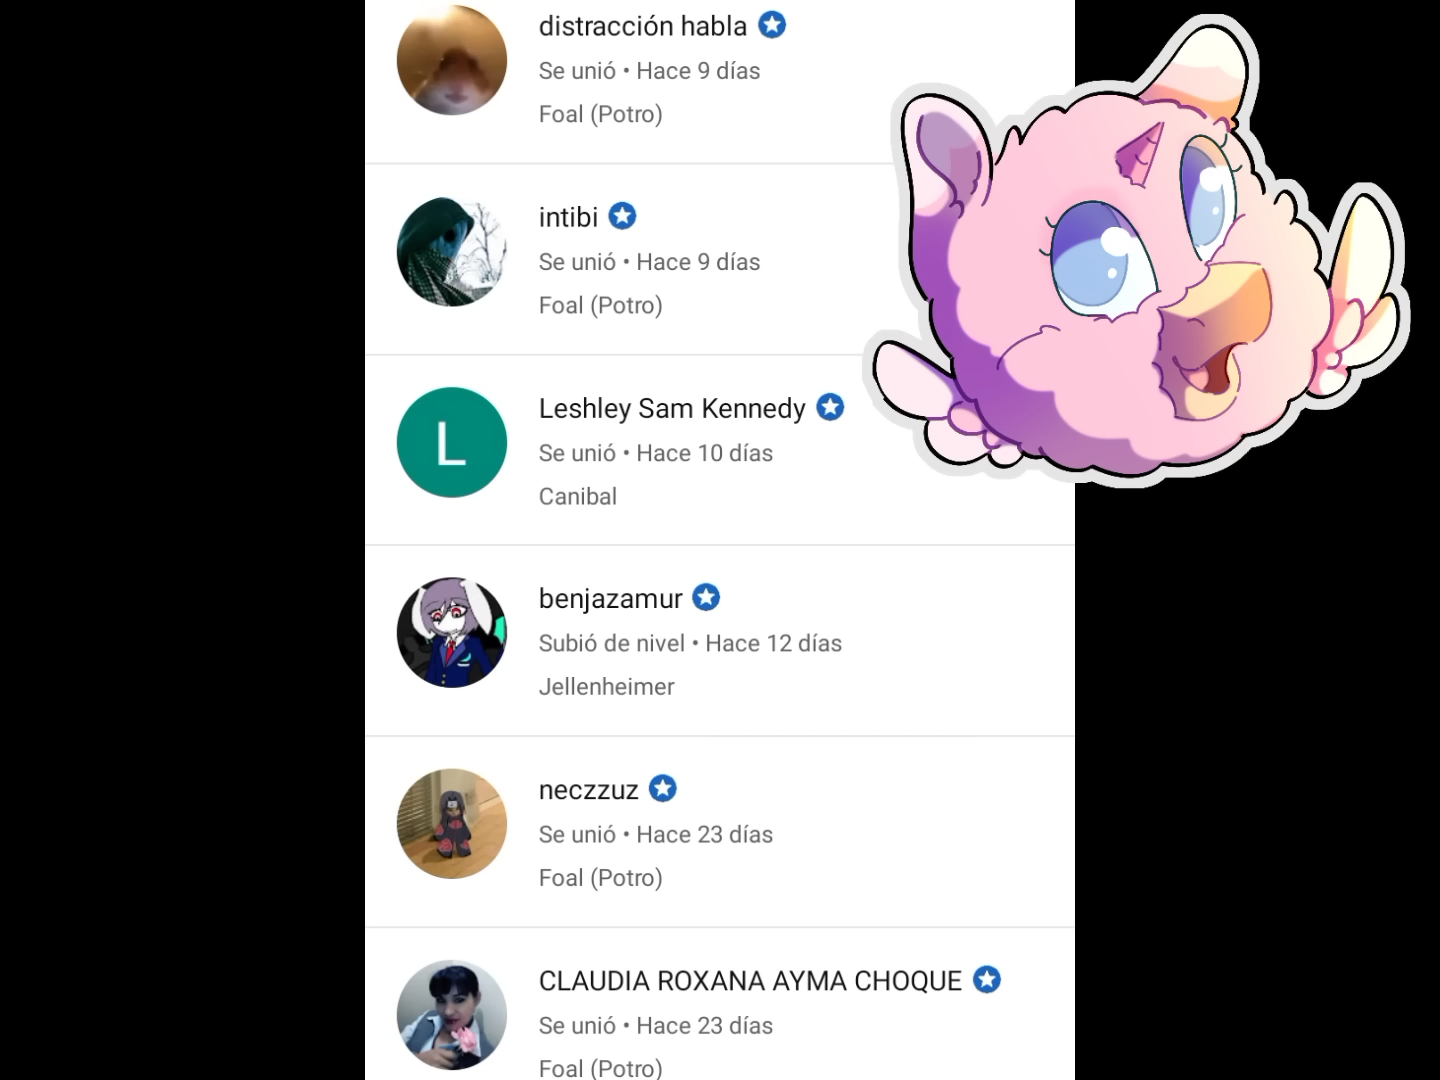 distracción habla
Se unió • Hace 9 días
Foal (Potro)
intibi
Se unió • Hace 9 días
Foal (Potro)
L
Leshley Sam Kennedy
Se unió • Hace 10 días
Canibal
benjazamur
Subió de nivel • Hace 12 días
Jellenheimer
neczzuz
Se unió • Hace 23 días
Foal (Potro)
CLAUDIA ROXANA AYMA CHOQUE
Se unió • Hace 23 días
Foal (Potro)